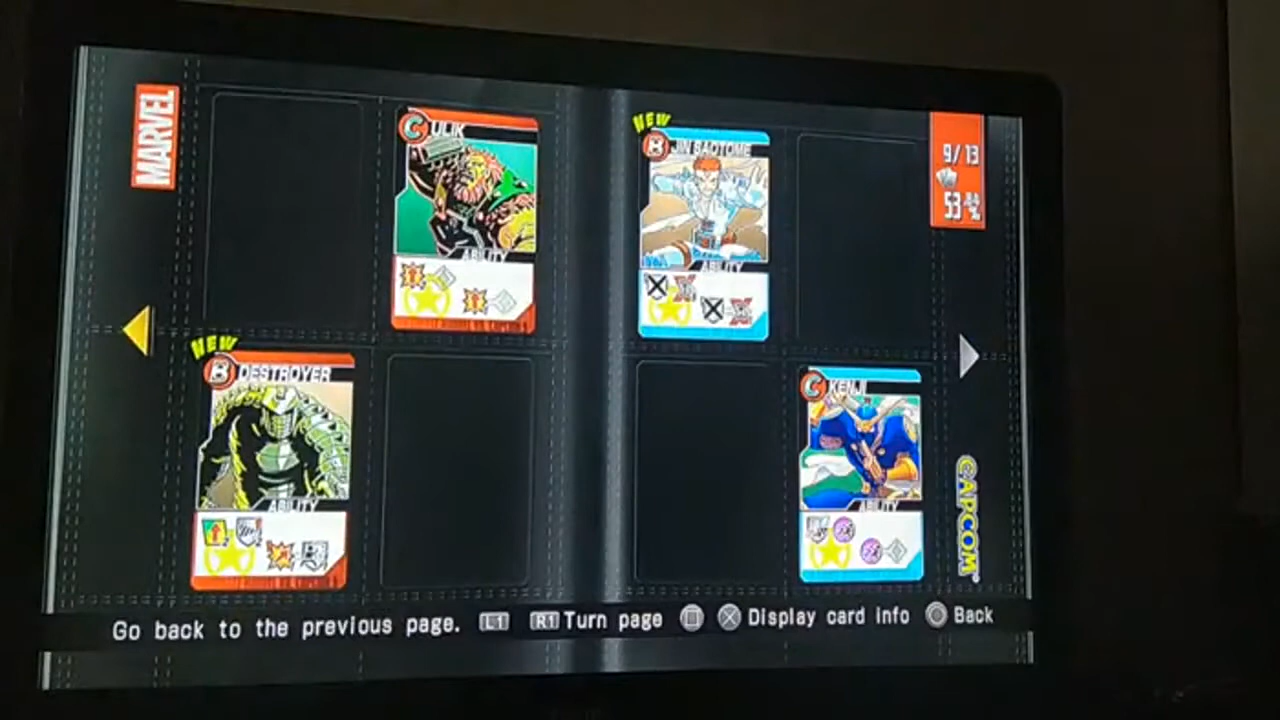 MARVEL
C ULIK
ABILITY
NEW
B JIN SAOTOME
ABILITY
9/13
53%
NEW
B DESTROYER
ABILITY
C KENJI
ABILITY
CAPCOM
Go back to the previous page. L1 R1 Turn page Display card info Back